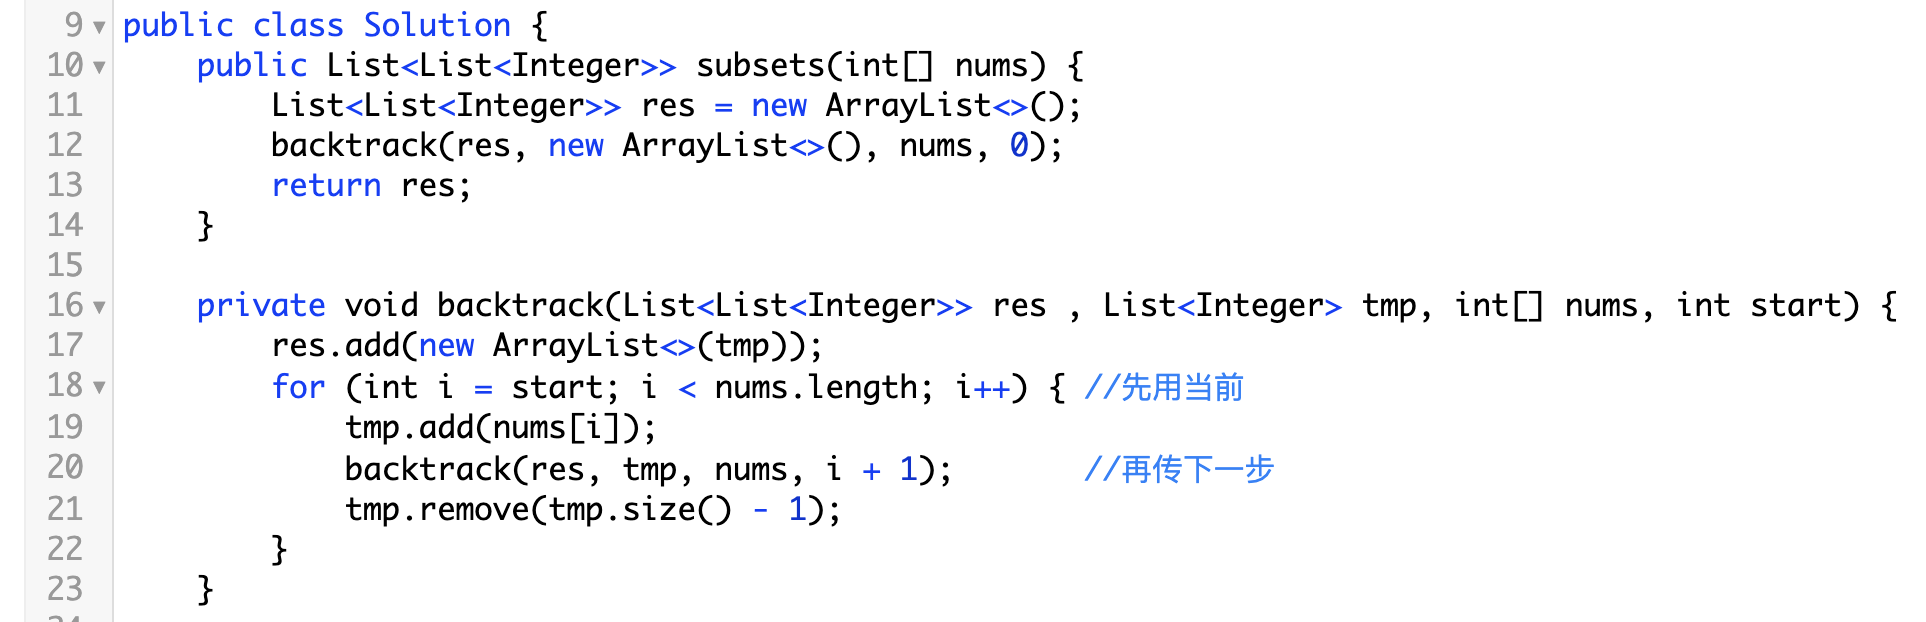 9 public class Solution {
10 public List<List<Integer>> subsets(int[] nums) {
11 List<List<Integer>> res = new ArrayList<>();
12 backtrack(res, new ArrayList<>(), nums, 0);
13 return res;
14 }
15
16 private void backtrack(List<List<Integer>> res , List<Integer> tmp, int[] nums, int start) {
17 res.add(new ArrayList<>(tmp));
18 for (int i = start; i < nums.length; i++) { //先用当前
19 tmp.add(nums[i]);
20 backtrack(res, tmp, nums, i + 1); //再传下一步
21 tmp.remove(tmp.size() - 1);
22 }
23 }